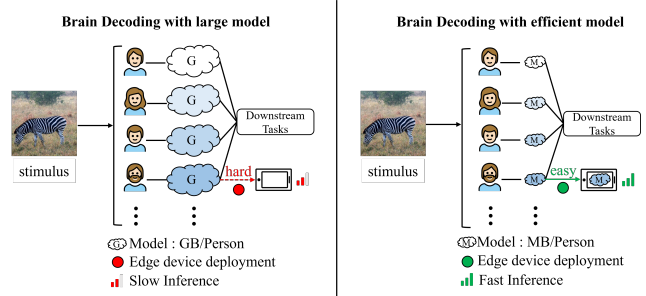 Brain Decoding with large model
G
G
G
G
Downstream
Tasks
stimulus
hard
G Model : GB/Person
Edge device deployment
Slow Inference
Brain Decoding with efficient model
M
M
M
M
Downstream
Tasks
stimulus
easy
M
M Model : MB/Person
Edge device deployment
Fast Inference